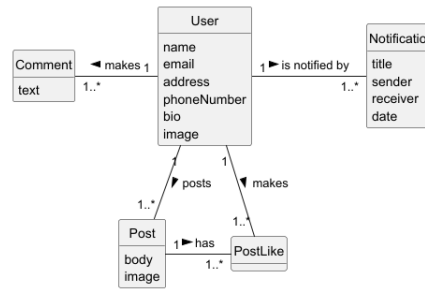 User
name
email
address
phoneNumber
bio
image
Comment
text
◄ makes 1
1..*
1 ► is notified by
1..*
Notificatio
title
sender
receiver
date
1
posts
1..*
1
makes
1..*
Post
body
image
1 ► has
1..*
PostLike